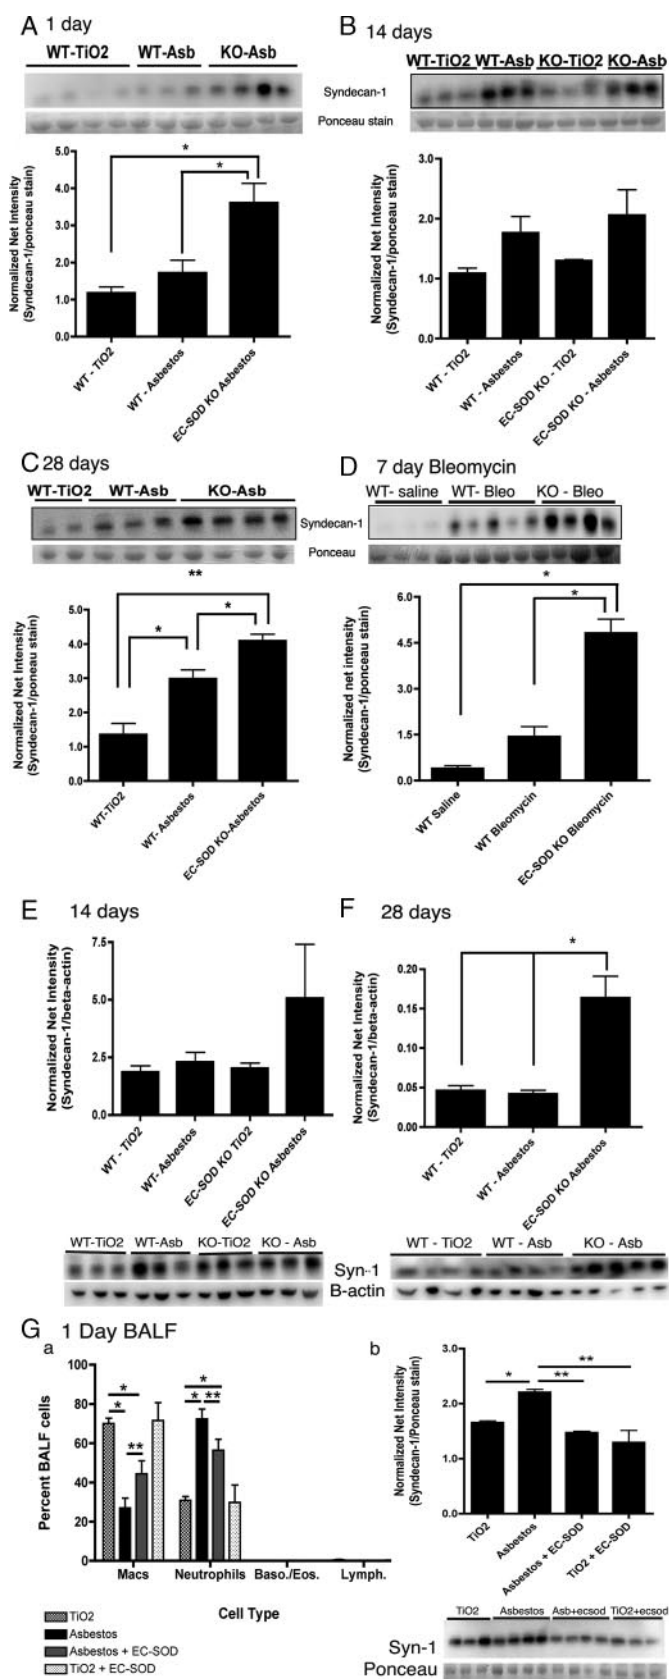 A 1 day
WT-TiO2 WT-Asb KO-Asb
Syndecan-1
Ponceau stain
Normalized Net Intensity
(Syndecan-1/ponceau stain)
5.0
4.0
3.0
2.0
1.0
0.0
*
*
WT - TiO2
WT - Asbestos
EC-SOD KO Asbestos
B 14 days
WT-TiO2 WT-Asb KO-TiO2 KO-Asb
Normalized Net Intensity
(Syndecan-1/ponceau stain)
3.0
2.0
1.0
0.0
WT - TiO2
WT - Asbestos
EC-SOD KO - TiO2
EC-SOD KO - Asbestos
C 28 days
WT-TiO2 WT-Asb KO-Asb
Syndecan-1
Ponceau
**
*
*
Normalized Net Intensity
(Syndecan-1/poneau stain)
5.0
4.0
3.0
2.0
1.0
0.0
WT-TiO2
WT- Asbestos
EC-SOD KO-Asbestos
D 7 day Bleomycin
WT- saline WT- Bleo KO - Bleo
*
*
Normalized net intensity
(Syndecan-1/ponceau stain)
6.0
4.5
3.0
1.5
0.0
WT Saline
WT Bleomycin
EC-SOD KO Bleomycin
E 14 days
Normalized Net Intensity
(Syndecan-1/beta-actin)
7.5
5.0
2.5
0.0
WT - TiO2
WT- Asbestos
EC-SOD KO TiO2
EC-SOD KO Asbestos
WT-TiO2 WT-Asb KO-TiO2 KO - Asb
Syn-1
B-actin
F 28 days
*
Normalized Net Intensity
(Syndecan-1/beta-actin)
0.20
0.15
0.10
0.05
0.00
WT - TiO2
WT - Asbestos
EC-SOD KO Asbestos
WT - TiO2 WT - Asb KO - Asb
G 1 Day BALF
a
Percent BALF cells
100
80
60
40
20
0
*
*
**
*
*
**
Macs Neutrophils Baso./Eos. Lymph.
Cell Type
TiO2
Asbestos
Asbestos + EC-SOD
TiO2 + EC-SOD
b
Normalized Net Intensity
(Syndecan-1/Ponceau stain)
3.0
2.0
1.0
0.0
*
**
**
TiO2
Asbestos
Asbestos + EC-SOD
TiO2 + EC-SOD
TiO2 Asbestos Asb+ecsod TiO2+ecsod
Syn-1
Ponceau